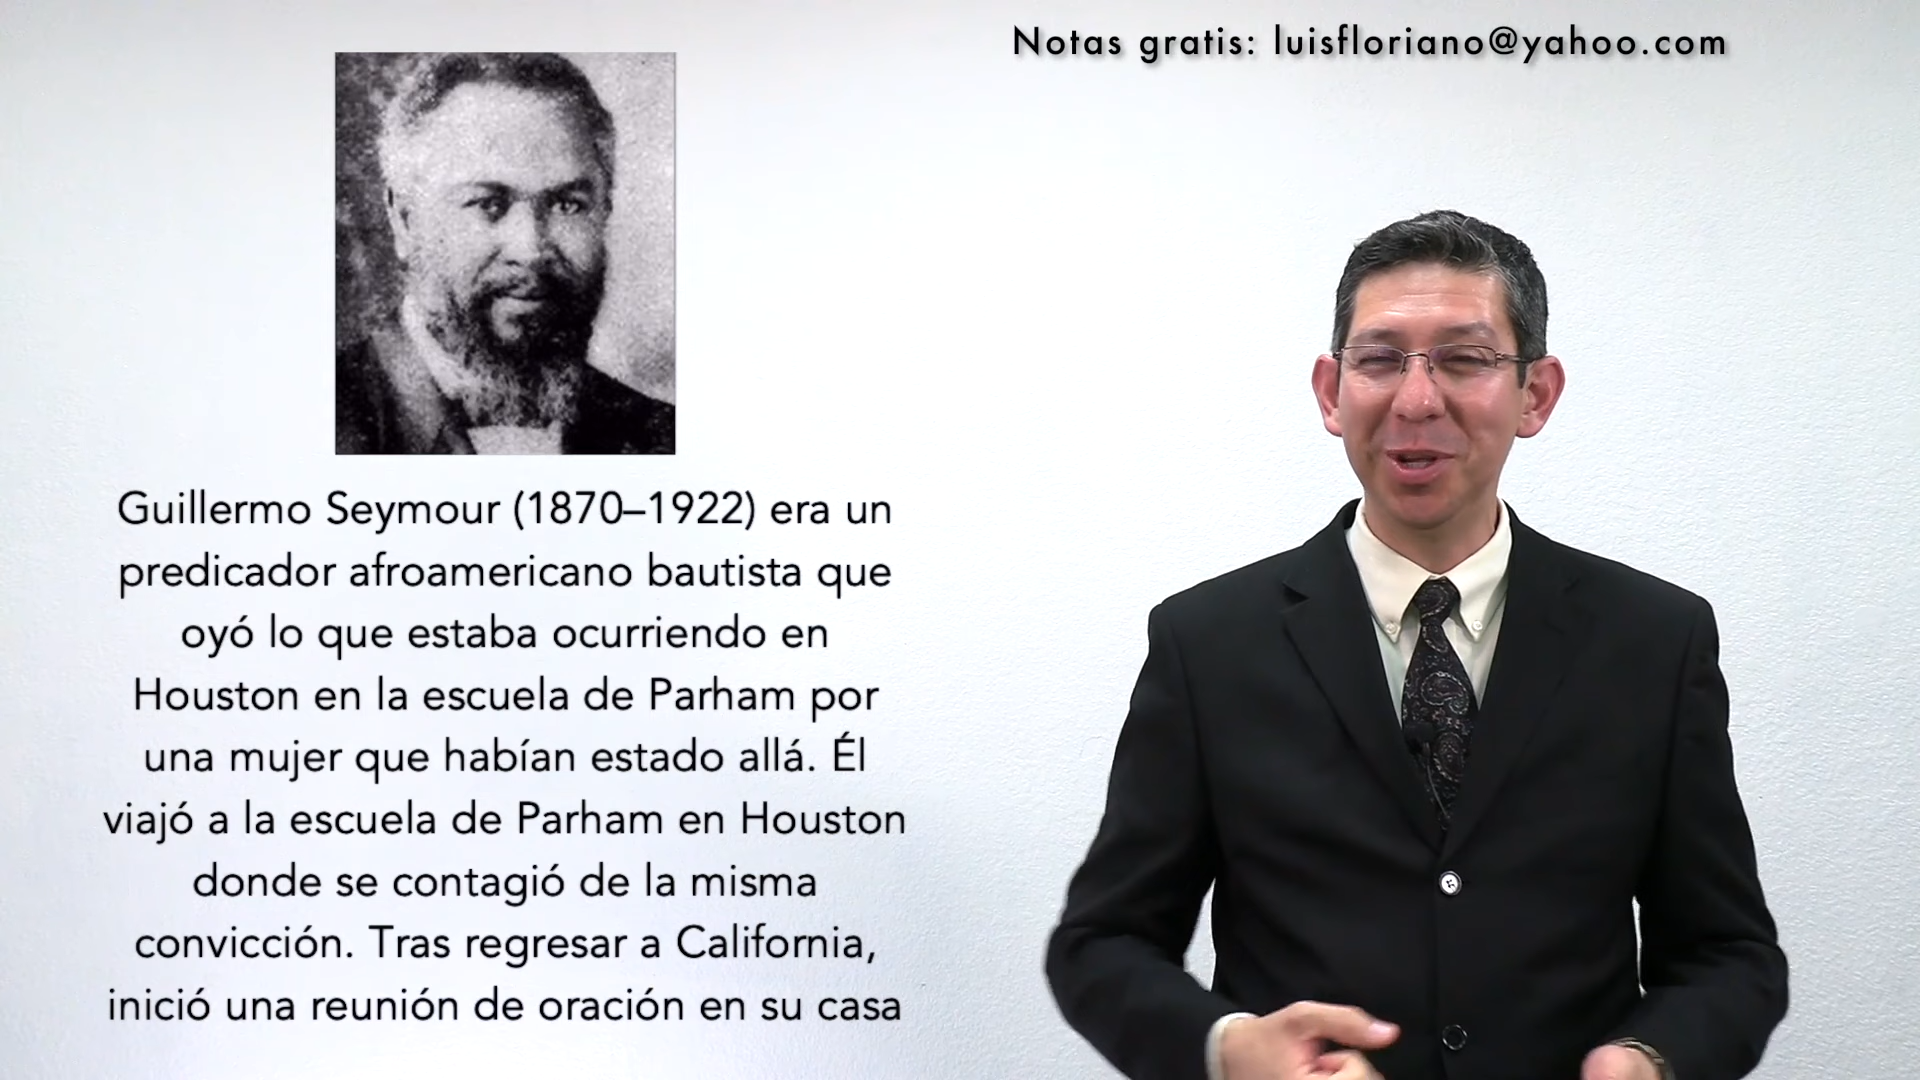 Notas gratis: luisfloriano@yahoo.com
Guillermo Seymour (1870–1922) era un
predicador afroamericano bautista que
oyó lo que estaba ocurriendo en
Houston en la escuela de Parham por
una mujer que habían estado allá. Él
viajó a la escuela de Parham en Houston
donde se contagió de la misma
convicción. Tras regresar a California,
inició una reunión de oración en su casa